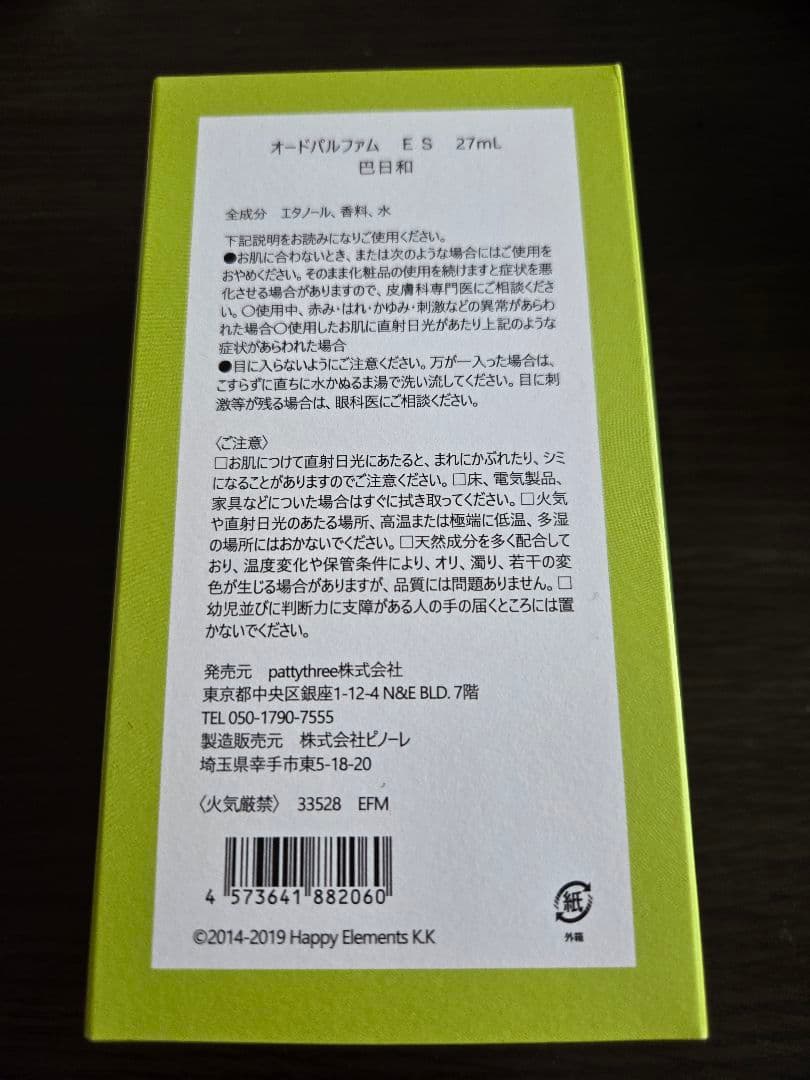 オードパルファム　ＥＳ　27mL
巴日和
全成分　エタノール、香料、水
下記説明をお読みになりご使用ください。
●お肌に合わないとき、または次のような場合にはご使用を
おやめください。そのまま化粧品の使用を続けますと症状を悪
化させる場合がありますので、皮膚科専門医にご相談くださ
い。〇使用中、赤み・はれ・かゆみ・刺激などの異常があらわ
れた場合〇使用したお肌に直射日光があたり上記のような
症状があらわれた場合
●目に入らないようにご注意ください。万が一入った場合は、
こすらずに直ちに水かぬるま湯で洗い流してください。目に刺
激等が残る場合は、眼科医にご相談ください。
〈ご注意〉
□お肌につけて直射日光にあたると、まれにかぶれたり、シミ
になることがありますのでご注意ください。□床、電気製品、
家具などについた場合はすぐに拭き取ってください。□火気
や直射日光のあたる場所、高温または極端に低温、多湿
の場所にはおかないでください。□天然成分を多く配合して
おり、温度変化や保管条件により、オリ、濁り、若干の変
色が生じる場合がありますが、品質には問題ありません。□
幼児並びに判断力に支障がある人の手の届くところには置
かないでください。
発売元　pattythree株式会社
東京都中央区銀座1-12-4 N&E BLD. 7階
TEL 050-1790-7555
製造販売元　株式会社ピノーレ
埼玉県幸手市東5-18-20
〈火気厳禁〉　33528　EFM
4 573641 882060
紙
外箱
©2014-2019 Happy Elements K.K